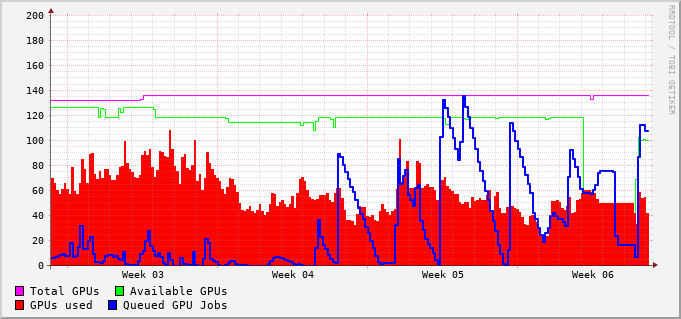 200
180
160
140
120
100
80
60
40
20
0
Week 03 Week 04 Week 05 Week 06
Total GPUs Available GPUs
GPUs used Queued GPU Jobs
RRDTOOL / TOBI OETIKER